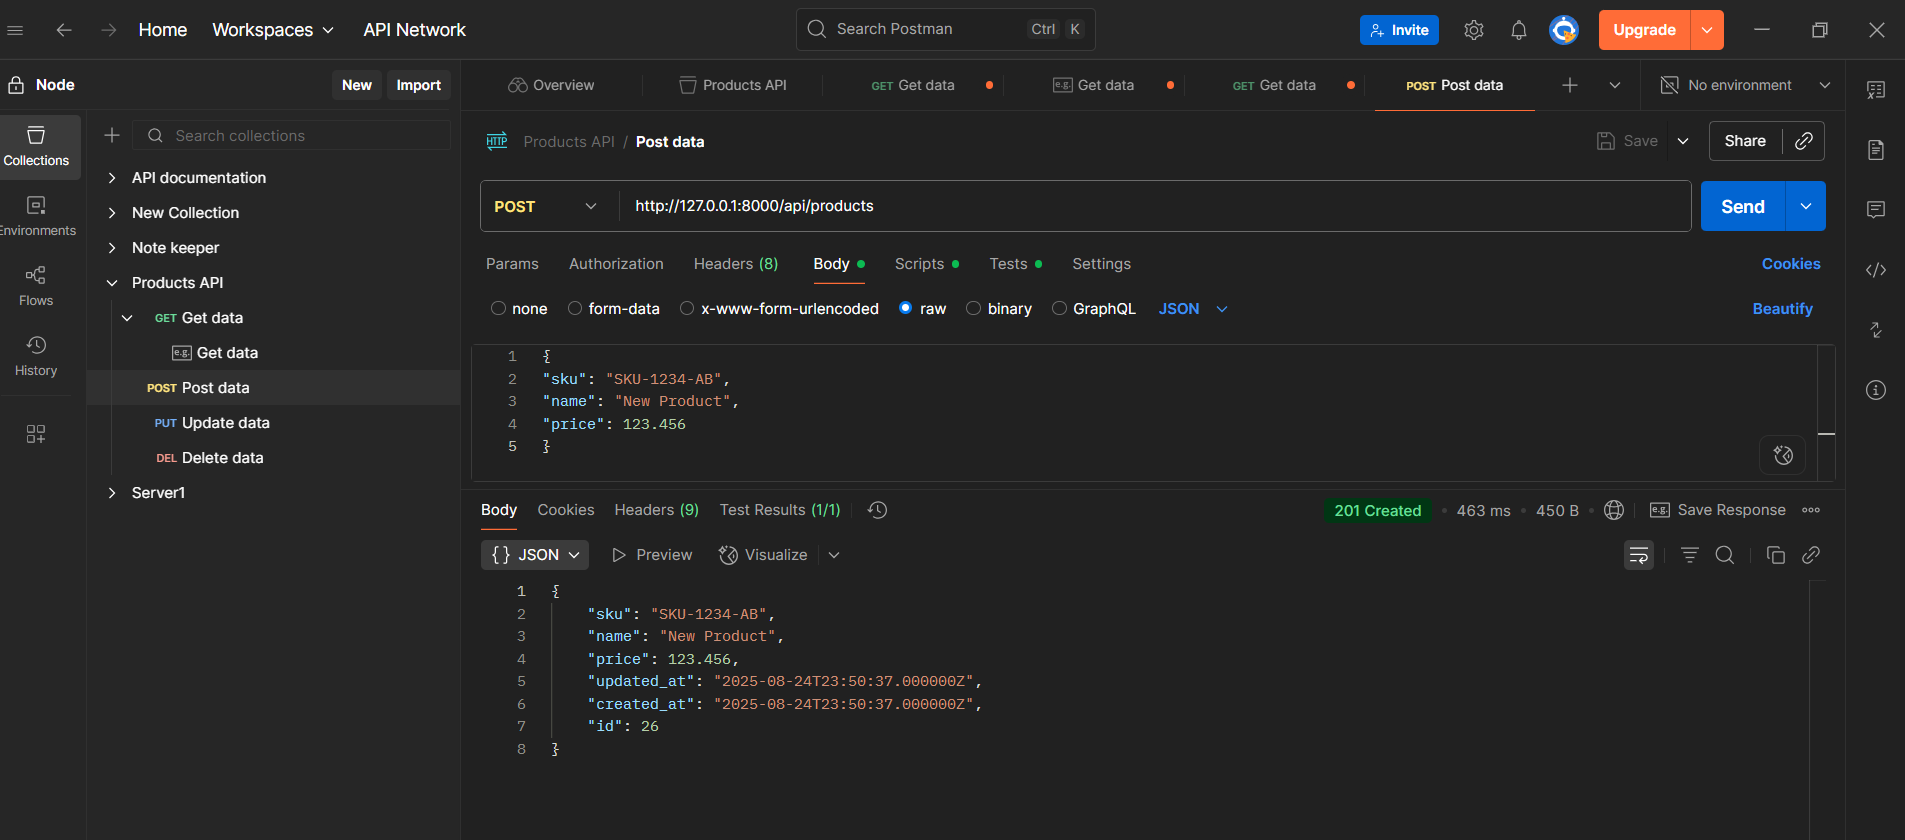 Home Workspaces API Network Search Postman Ctrl K Invite Upgrade
Node New Import
Overview Products API GET Get data e.g. Get data GET Get data POST Post data No environment
Collections
Environments
Flows
History
Search collections
API documentation
New Collection
Note keeper
Products API
GET Get data
e.g. Get data
POST Post data
PUT Update data
DEL Delete data
Server1
HTTP Products API / Post data Save Share
POST http://127.0.0.1:8000/api/products Send
Params Authorization Headers (8) Body Scripts Tests Settings Cookies
none form-data x-www-form-urlencoded raw binary GraphQL JSON Beautify
1 {
2 "sku": "SKU-1234-AB",
3 "name": "New Product",
4 "price": 123.456
5 }
Body Cookies Headers (9) Test Results (1/1) 201 Created • 463 ms • 450 B • e.g. Save Response
{} JSON Preview Visualize
1 {
2 "sku": "SKU-1234-AB",
3 "name": "New Product",
4 "price": 123.456,
5 "updated_at": "2025-08-24T23:50:37.000000Z",
6 "created_at": "2025-08-24T23:50:37.000000Z",
7 "id": 26
8 }